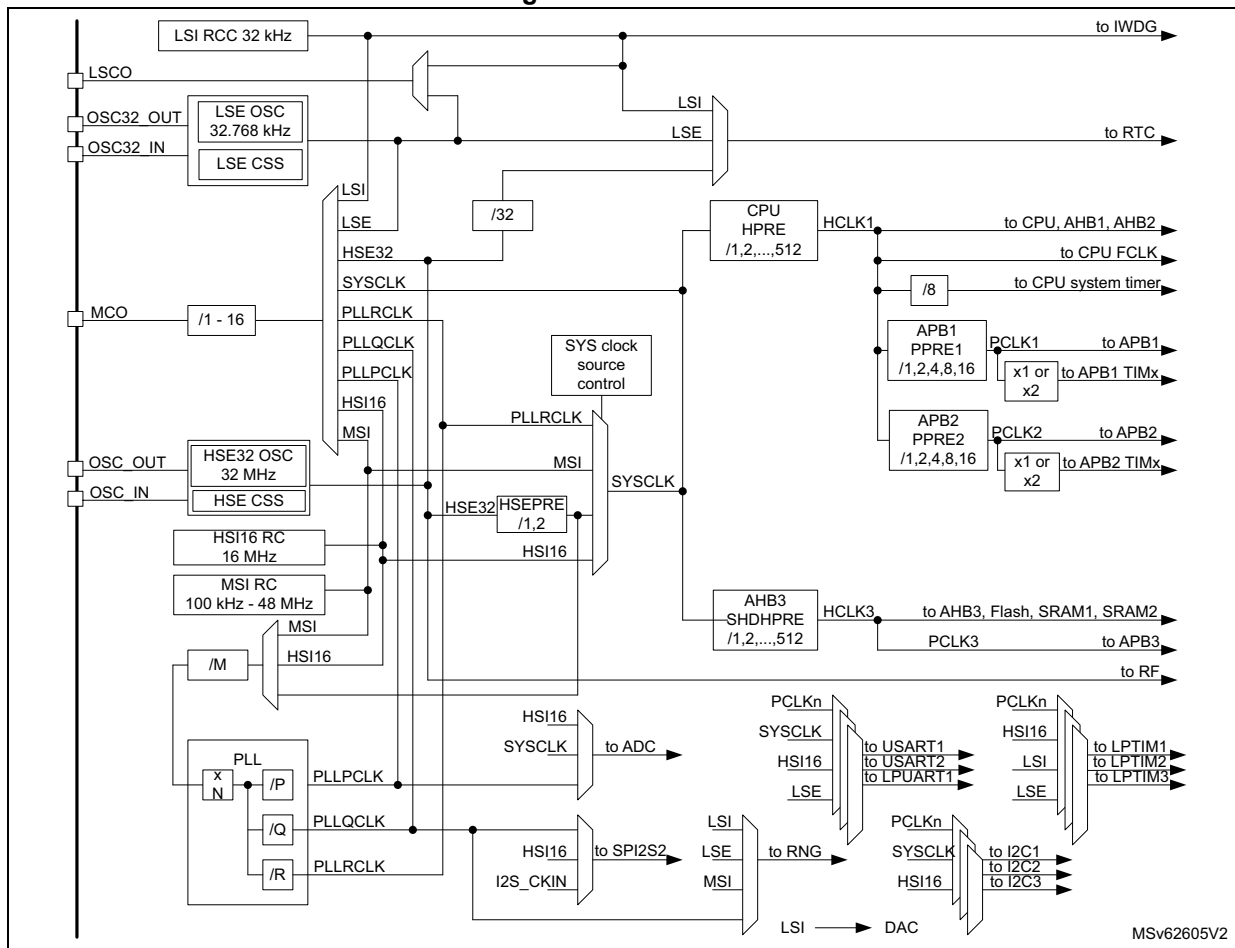 g
LSI RCC 32 kHz
to IWDG
LSCO
OSC32_OUT
LSE OSC
32.768 kHz
LSI
LSE
to RTC
OSC32_IN
LSE CSS
LSI
/32
CPU
HPRE
/1,2,...,512
HCLK1
to CPU, AHB1, AHB2
LSE
HSE32
to CPU FCLK
SYSCLK
/8
to CPU system timer
MCO
/1 - 16
PLLRCLK
PLLQCLK
PLLPCLK
HSI16
MSI
SYS clock
source
control
APB1
PPRE1
/1,2,4,8,16
PCLK1
to APB1
x1 or
x2
to APB1 TIMx
PLLRCLK
APB2
PPRE2
/1,2,4,8,16
PCLK2
to APB2
x1 or
x2
to APB2 TIMx
OSC_OUT
HSE32 OSC
32 MHz
OSC_IN
HSE CSS
MSI
SYSCLK
HSE32
HSEPRE
/1,2
HSI16
HSI16 RC
16 MHz
MSI RC
100 kHz - 48 MHz
AHB3
SHDHPRE
/1,2,...,512
HCLK3
to AHB3, Flash, SRAM1, SRAM2
PCLK3
to APB3
MSI
HSI16
/M
to RF
HSI16
SYSCLK
to ADC
PCLKn
SYSCLK
HSI16
LSE
to USART1
to USART2
to LPUART1
PCLKn
HSI16
LSI
LSE
to LPTIM1
to LPTIM2
to LPTIM3
PLL
x
N
/P
PLLPCLK
/Q
PLLQCLK
/R
PLLRCLK
HSI16
I2S_CKIN
to SPI2S2
LSI
LSE
MSI
to RNG
PCLKn
SYSCLK
HSI16
to I2C1
to I2C2
to I2C3
LSI
DAC
MSv62605V2